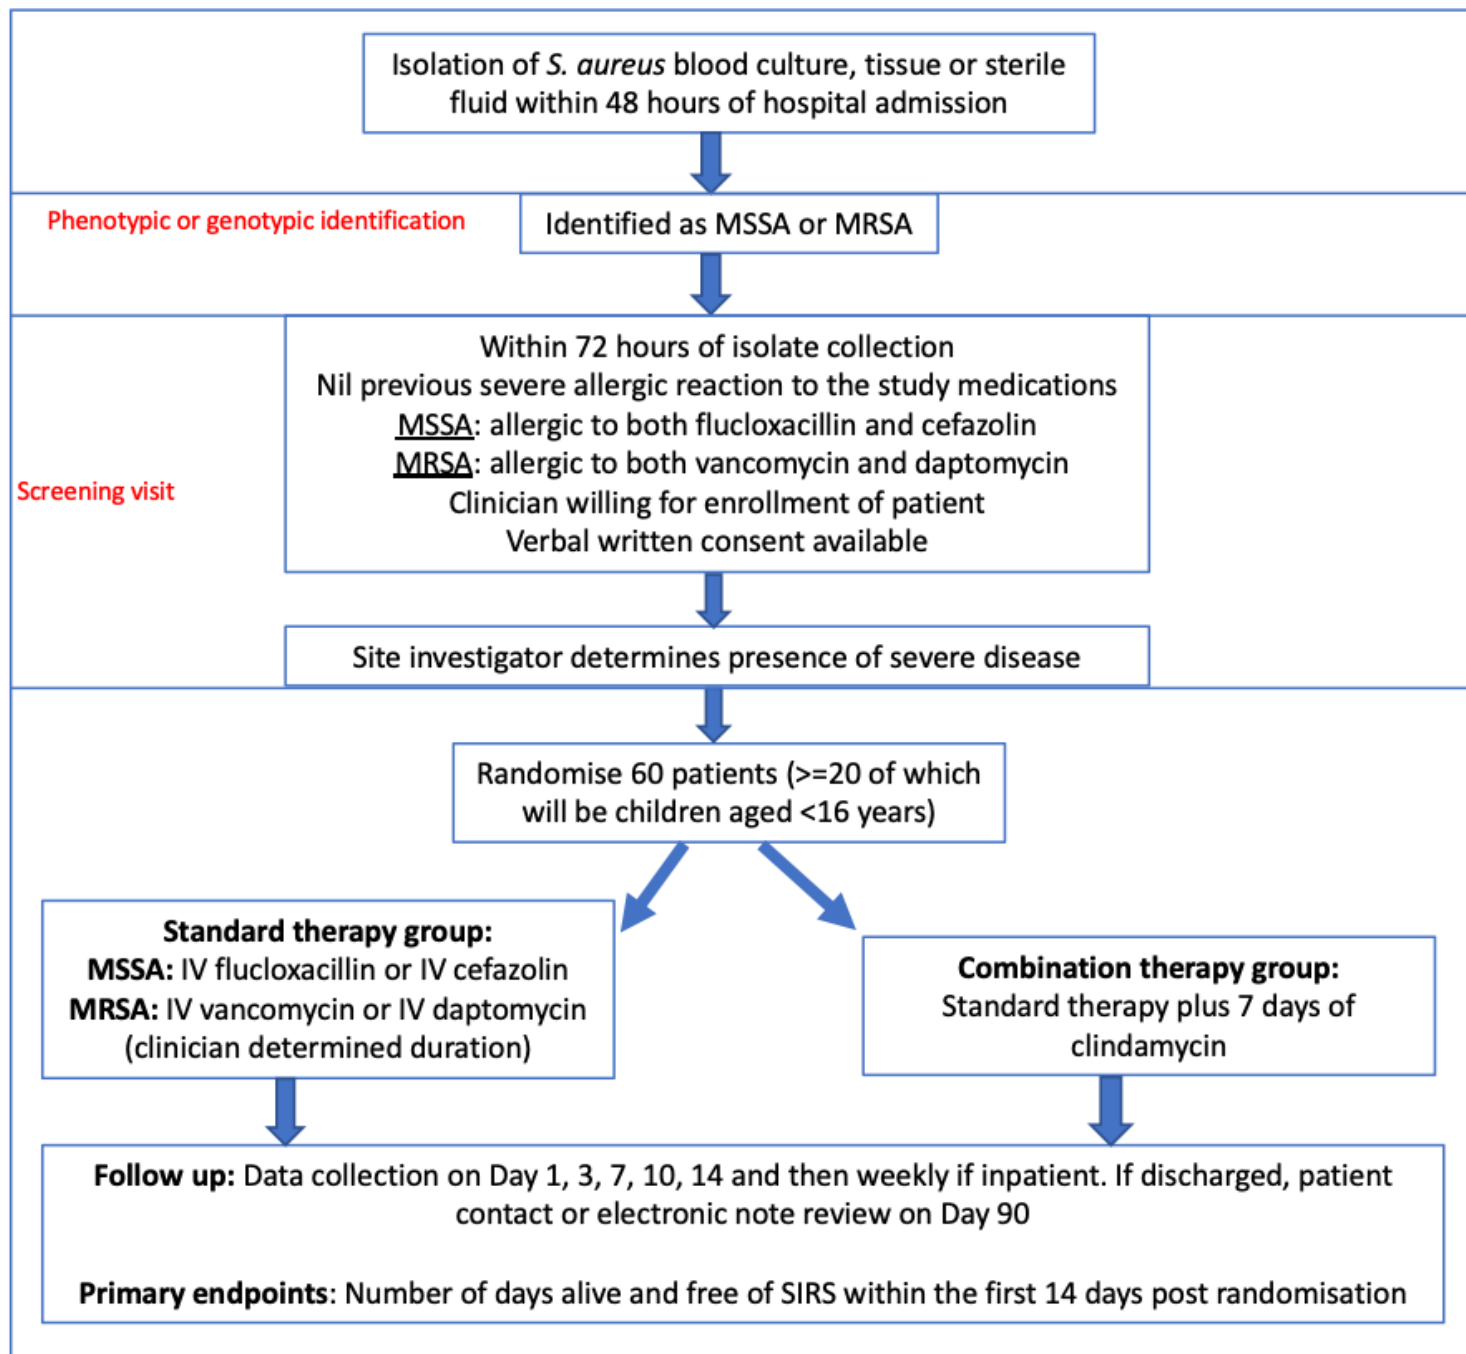 Isolation of S. aureus blood culture, tissue or sterile
fluid within 48 hours of hospital admission
Phenotypic or genotypic identification
Identified as MSSA or MRSA
Screening visit
Within 72 hours of isolate collection
Nil previous severe allergic reaction to the study medications
MSSA: allergic to both flucloxacillin and cefazolin
MRSA: allergic to both vancomycin and daptomycin
Clinician willing for enrollment of patient
Verbal written consent available
Site investigator determines presence of severe disease
Randomise 60 patients (>=20 of which
will be children aged <16 years)
Standard therapy group:
MSSA: IV flucloxacillin or IV cefazolin
MRSA: IV vancomycin or IV daptomycin
(clinician determined duration)
Combination therapy group:
Standard therapy plus 7 days of
clindamycin
Follow up: Data collection on Day 1, 3, 7, 10, 14 and then weekly if inpatient. If discharged, patient
contact or electronic note review on Day 90
Primary endpoints: Number of days alive and free of SIRS within the first 14 days post randomisation